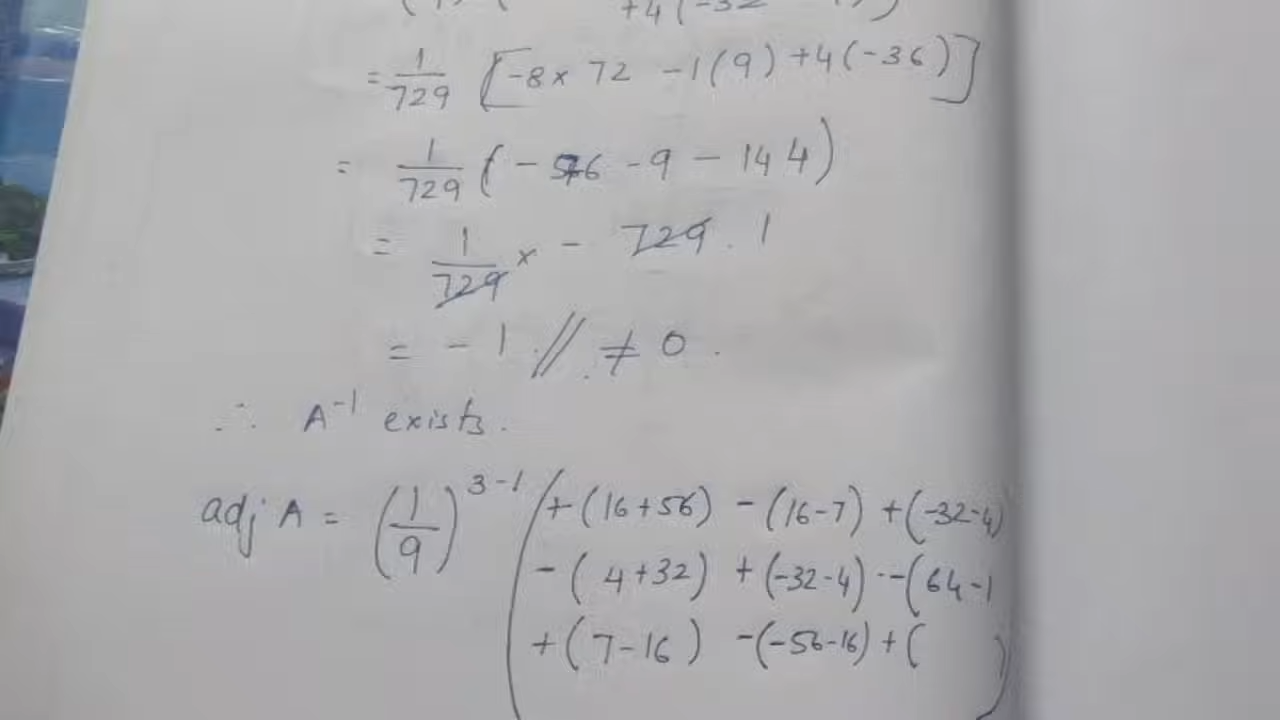 +4(-32
= 1/729 [-8 × 72 - 1(9) + 4(-36)]
= 1/729 (- 576 - 9 - 144)
= 1/729 × - 729 . 1
= - 1 // ≠ 0 .
∴ A⁻¹ exists.
adj A = (1/9)³⁻¹ ( +(16+56) -(16-7) +(-32-4)
-(4+32) +(-32-4) -(64-1
+(7-16) -(-56-16) +( )